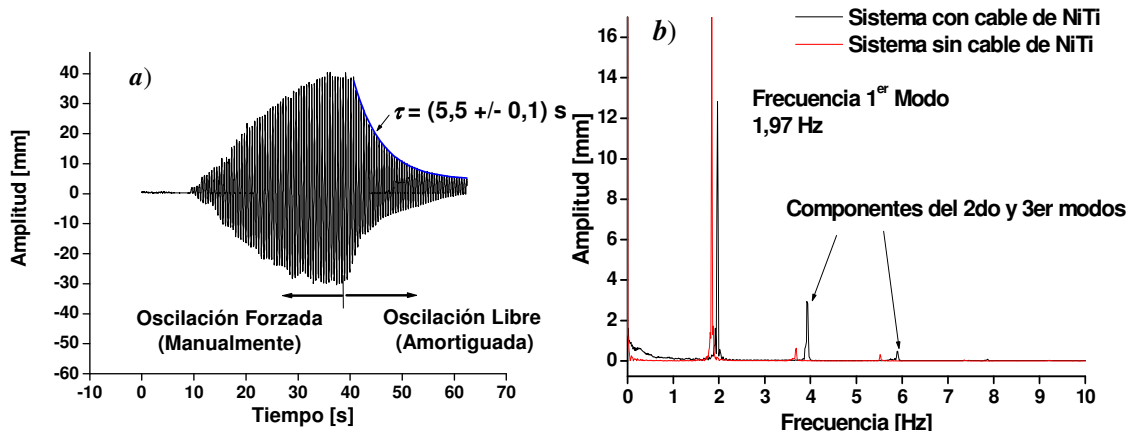 a)
τ = (5,5 +/- 0,1) s
Amplitud [mm]
40
30
20
10
0
-10
-20
-30
-40
-50
-60
Oscilación Forzada
(Manualmente)
Oscilación Libre
(Amortiguada)
-10 0 10 20 30 40 50 60 70
Tiempo [s]
b)
Sistema con cable de NiTi
Sistema sin cable de NiTi
Frecuencia 1er Modo
1,97 Hz
Componentes del 2do y 3er modos
Amplitud [mm]
16
14
12
10
8
6
4
2
0
0 1 2 3 4 5 6 7 8 9 10
Frecuencia [Hz]